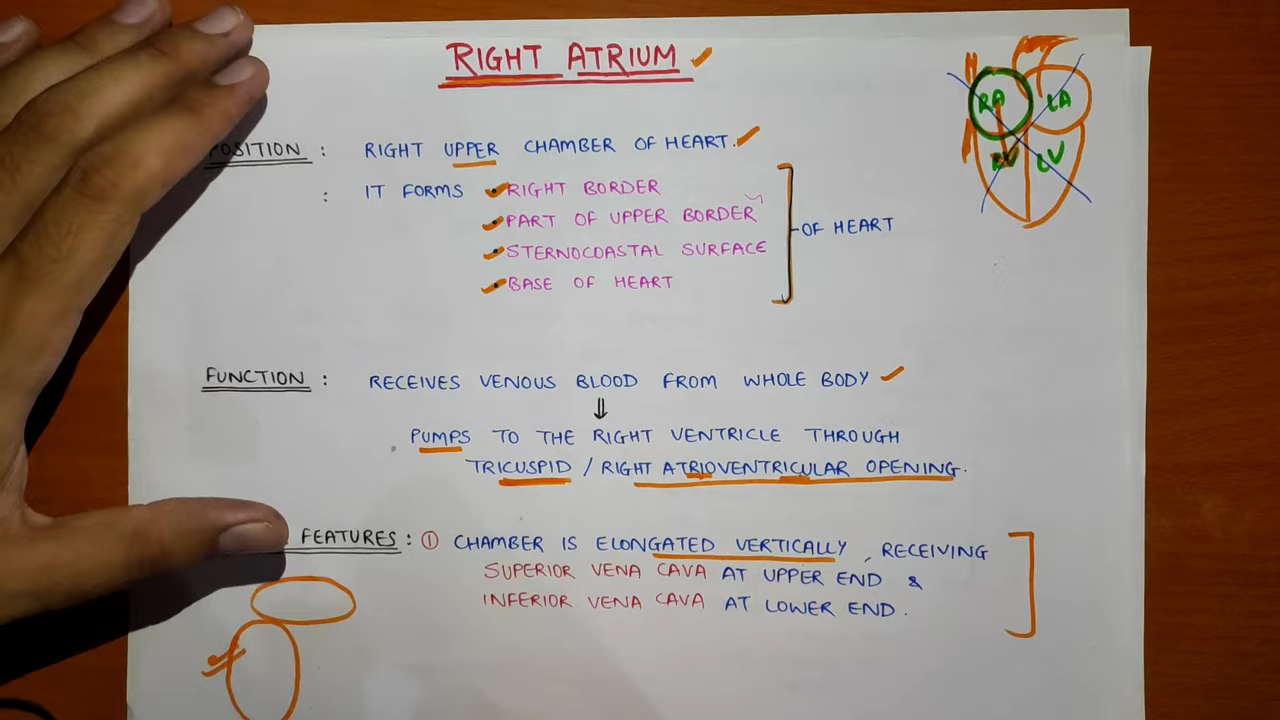 RIGHT ATRIUM
RA LA
RV LV
POSITION : RIGHT UPPER CHAMBER OF HEART.
: IT FORMS • RIGHT BORDER
• PART OF UPPER BORDER
• STERNOCOASTAL SURFACE
• BASE OF HEART
OF HEART
FUNCTION : RECEIVES VENOUS BLOOD FROM WHOLE BODY
⇓
PUMPS TO THE RIGHT VENTRICLE THROUGH
TRICUSPID / RIGHT ATRIOVENTRICULAR OPENING.
FEATURES : ① CHAMBER IS ELONGATED VERTICALLY, RECEIVING
SUPERIOR VENA CAVA AT UPPER END &
INFERIOR VENA CAVA AT LOWER END.